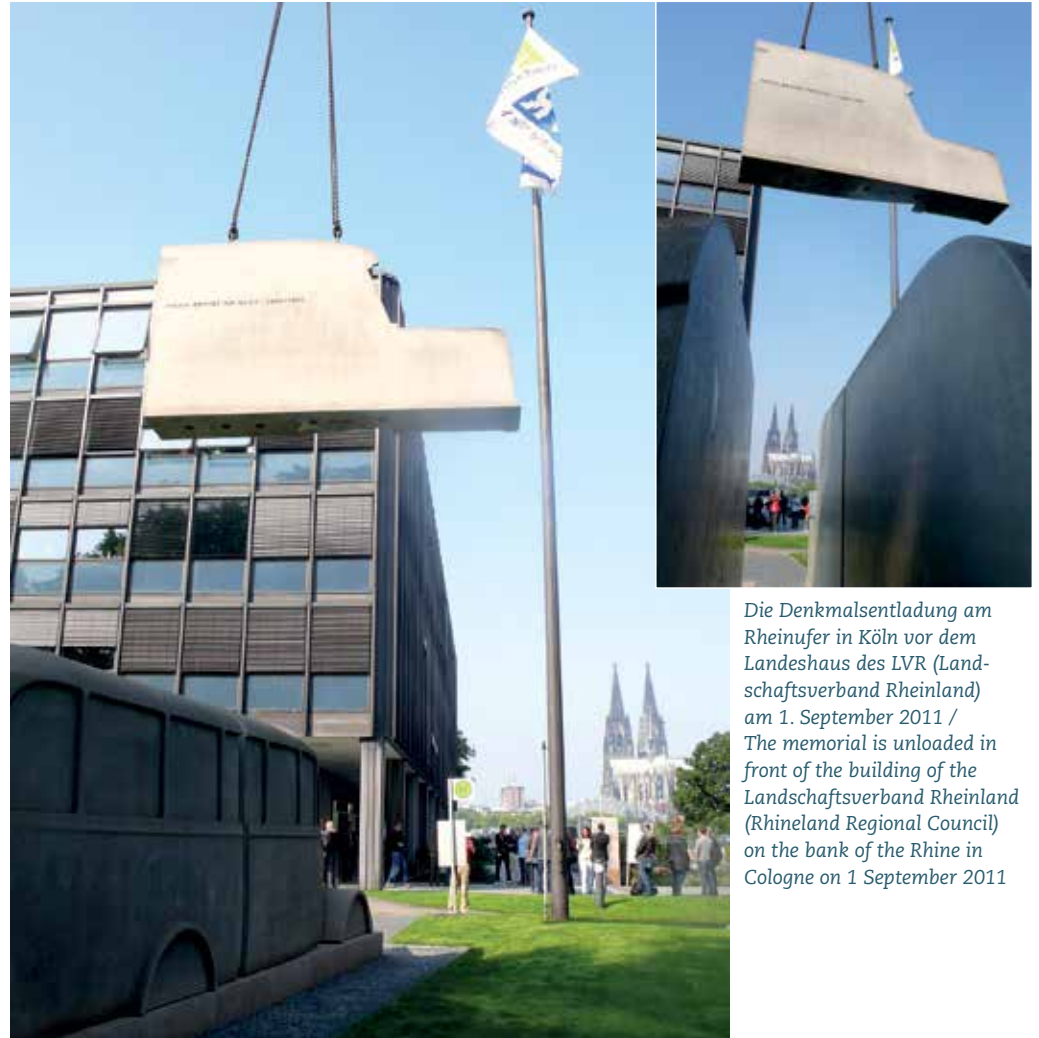 Die Denkmalsentladung am
Rheinufer in Köln vor dem
Landeshaus des LVR (Land-
schaftsverband Rheinland)
am 1. September 2011 /
The memorial is unloaded in
front of the building of the
Landschaftsverband Rheinland
(Rhineland Regional Council)
on the bank of the Rhine in
Cologne on 1 September 2011